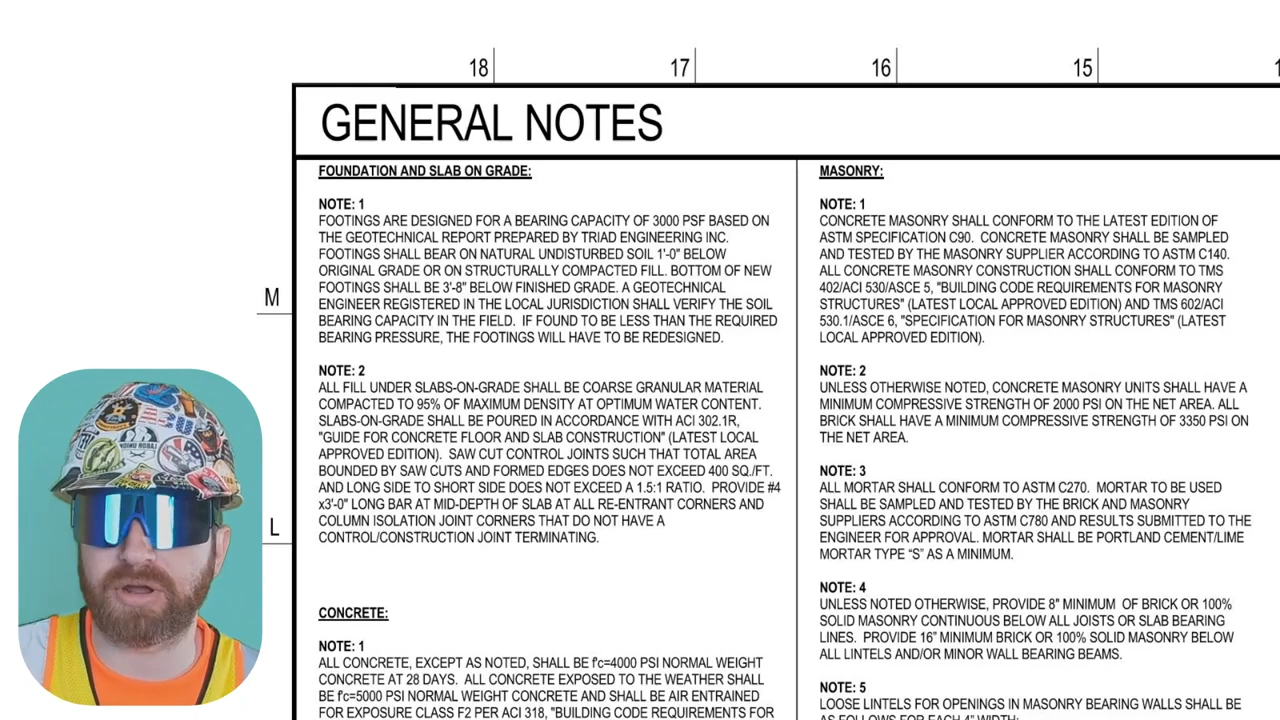 18
17
16
15
GENERAL NOTES
FOUNDATION AND SLAB ON GRADE:
NOTE: 1
FOOTINGS ARE DESIGNED FOR A BEARING CAPACITY OF 3000 PSF BASED ON
THE GEOTECHNICAL REPORT PREPARED BY TRIAD ENGINEERING INC.
FOOTINGS SHALL BEAR ON NATURAL UNDISTURBED SOIL 1'-0" BELOW
ORIGINAL GRADE OR ON STRUCTURALLY COMPACTED FILL. BOTTOM OF NEW
FOOTINGS SHALL BE 3'-8" BELOW FINISHED GRADE. A GEOTECHNICAL
ENGINEER REGISTERED IN THE LOCAL JURISDICTION SHALL VERIFY THE SOIL
BEARING CAPACITY IN THE FIELD. IF FOUND TO BE LESS THAN THE REQUIRED
BEARING PRESSURE, THE FOOTINGS WILL HAVE TO BE REDESIGNED.
NOTE: 2
ALL FILL UNDER SLABS-ON-GRADE SHALL BE COARSE GRANULAR MATERIAL
COMPACTED TO 95% OF MAXIMUM DENSITY AT OPTIMUM WATER CONTENT.
SLABS-ON-GRADE SHALL BE POURED IN ACCORDANCE WITH ACI 302.1R,
"GUIDE FOR CONCRETE FLOOR AND SLAB CONSTRUCTION" (LATEST LOCAL
APPROVED EDITION). SAW CUT CONTROL JOINTS SUCH THAT TOTAL AREA
BOUNDED BY SAW CUTS AND FORMED EDGES DOES NOT EXCEED 400 SQ./FT.
AND LONG SIDE TO SHORT SIDE DOES NOT EXCEED A 1.5:1 RATIO. PROVIDE #4
x3'-0" LONG BAR AT MID-DEPTH OF SLAB AT ALL RE-ENTRANT CORNERS AND
COLUMN ISOLATION JOINT CORNERS THAT DO NOT HAVE A
CONTROL/CONSTRUCTION JOINT TERMINATING.
CONCRETE:
NOTE: 1
ALL CONCRETE, EXCEPT AS NOTED, SHALL BE f'c=4000 PSI NORMAL WEIGHT
CONCRETE AT 28 DAYS. ALL CONCRETE EXPOSED TO THE WEATHER SHALL
BE f'c=5000 PSI NORMAL WEIGHT CONCRETE AND SHALL BE AIR ENTRAINED
FOR EXPOSURE CLASS F2 PER ACI 318, "BUILDING CODE REQUIREMENTS FOR
MASONRY:
NOTE: 1
CONCRETE MASONRY SHALL CONFORM TO THE LATEST EDITION OF
ASTM SPECIFICATION C90. CONCRETE MASONRY SHALL BE SAMPLED
AND TESTED BY THE MASONRY SUPPLIER ACCORDING TO ASTM C140.
ALL CONCRETE MASONRY CONSTRUCTION SHALL CONFORM TO TMS
402/ACI 530/ASCE 5, "BUILDING CODE REQUIREMENTS FOR MASONRY
STRUCTURES" (LATEST LOCAL APPROVED EDITION) AND TMS 602/ACI
530.1/ASCE 6, "SPECIFICATION FOR MASONRY STRUCTURES" (LATEST
LOCAL APPROVED EDITION).
NOTE: 2
UNLESS OTHERWISE NOTED, CONCRETE MASONRY UNITS SHALL HAVE A
MINIMUM COMPRESSIVE STRENGTH OF 2000 PSI ON THE NET AREA. ALL
BRICK SHALL HAVE A MINIMUM COMPRESSIVE STRENGTH OF 3350 PSI ON
THE NET AREA.
NOTE: 3
ALL MORTAR SHALL CONFORM TO ASTM C270. MORTAR TO BE USED
SHALL BE SAMPLED AND TESTED BY THE BRICK AND MASONRY
SUPPLIERS ACCORDING TO ASTM C780 AND RESULTS SUBMITTED TO THE
ENGINEER FOR APPROVAL. MORTAR SHALL BE PORTLAND CEMENT/LIME
MORTAR TYPE “S” AS A MINIMUM.
NOTE: 4
UNLESS NOTED OTHERWISE, PROVIDE 8" MINIMUM OF BRICK OR 100%
SOLID MASONRY CONTINUOUS BELOW ALL JOISTS OR SLAB BEARING
LINES. PROVIDE 16” MINIMUM BRICK OR 100% SOLID MASONRY BELOW
ALL LINTELS AND/OR MINOR WALL BEARING BEAMS.
NOTE: 5
LOOSE LINTELS FOR OPENINGS IN MASONRY BEARING WALLS SHALL BE
AS FOLLOWS FOR EACH 4" WIDTH:
M
L